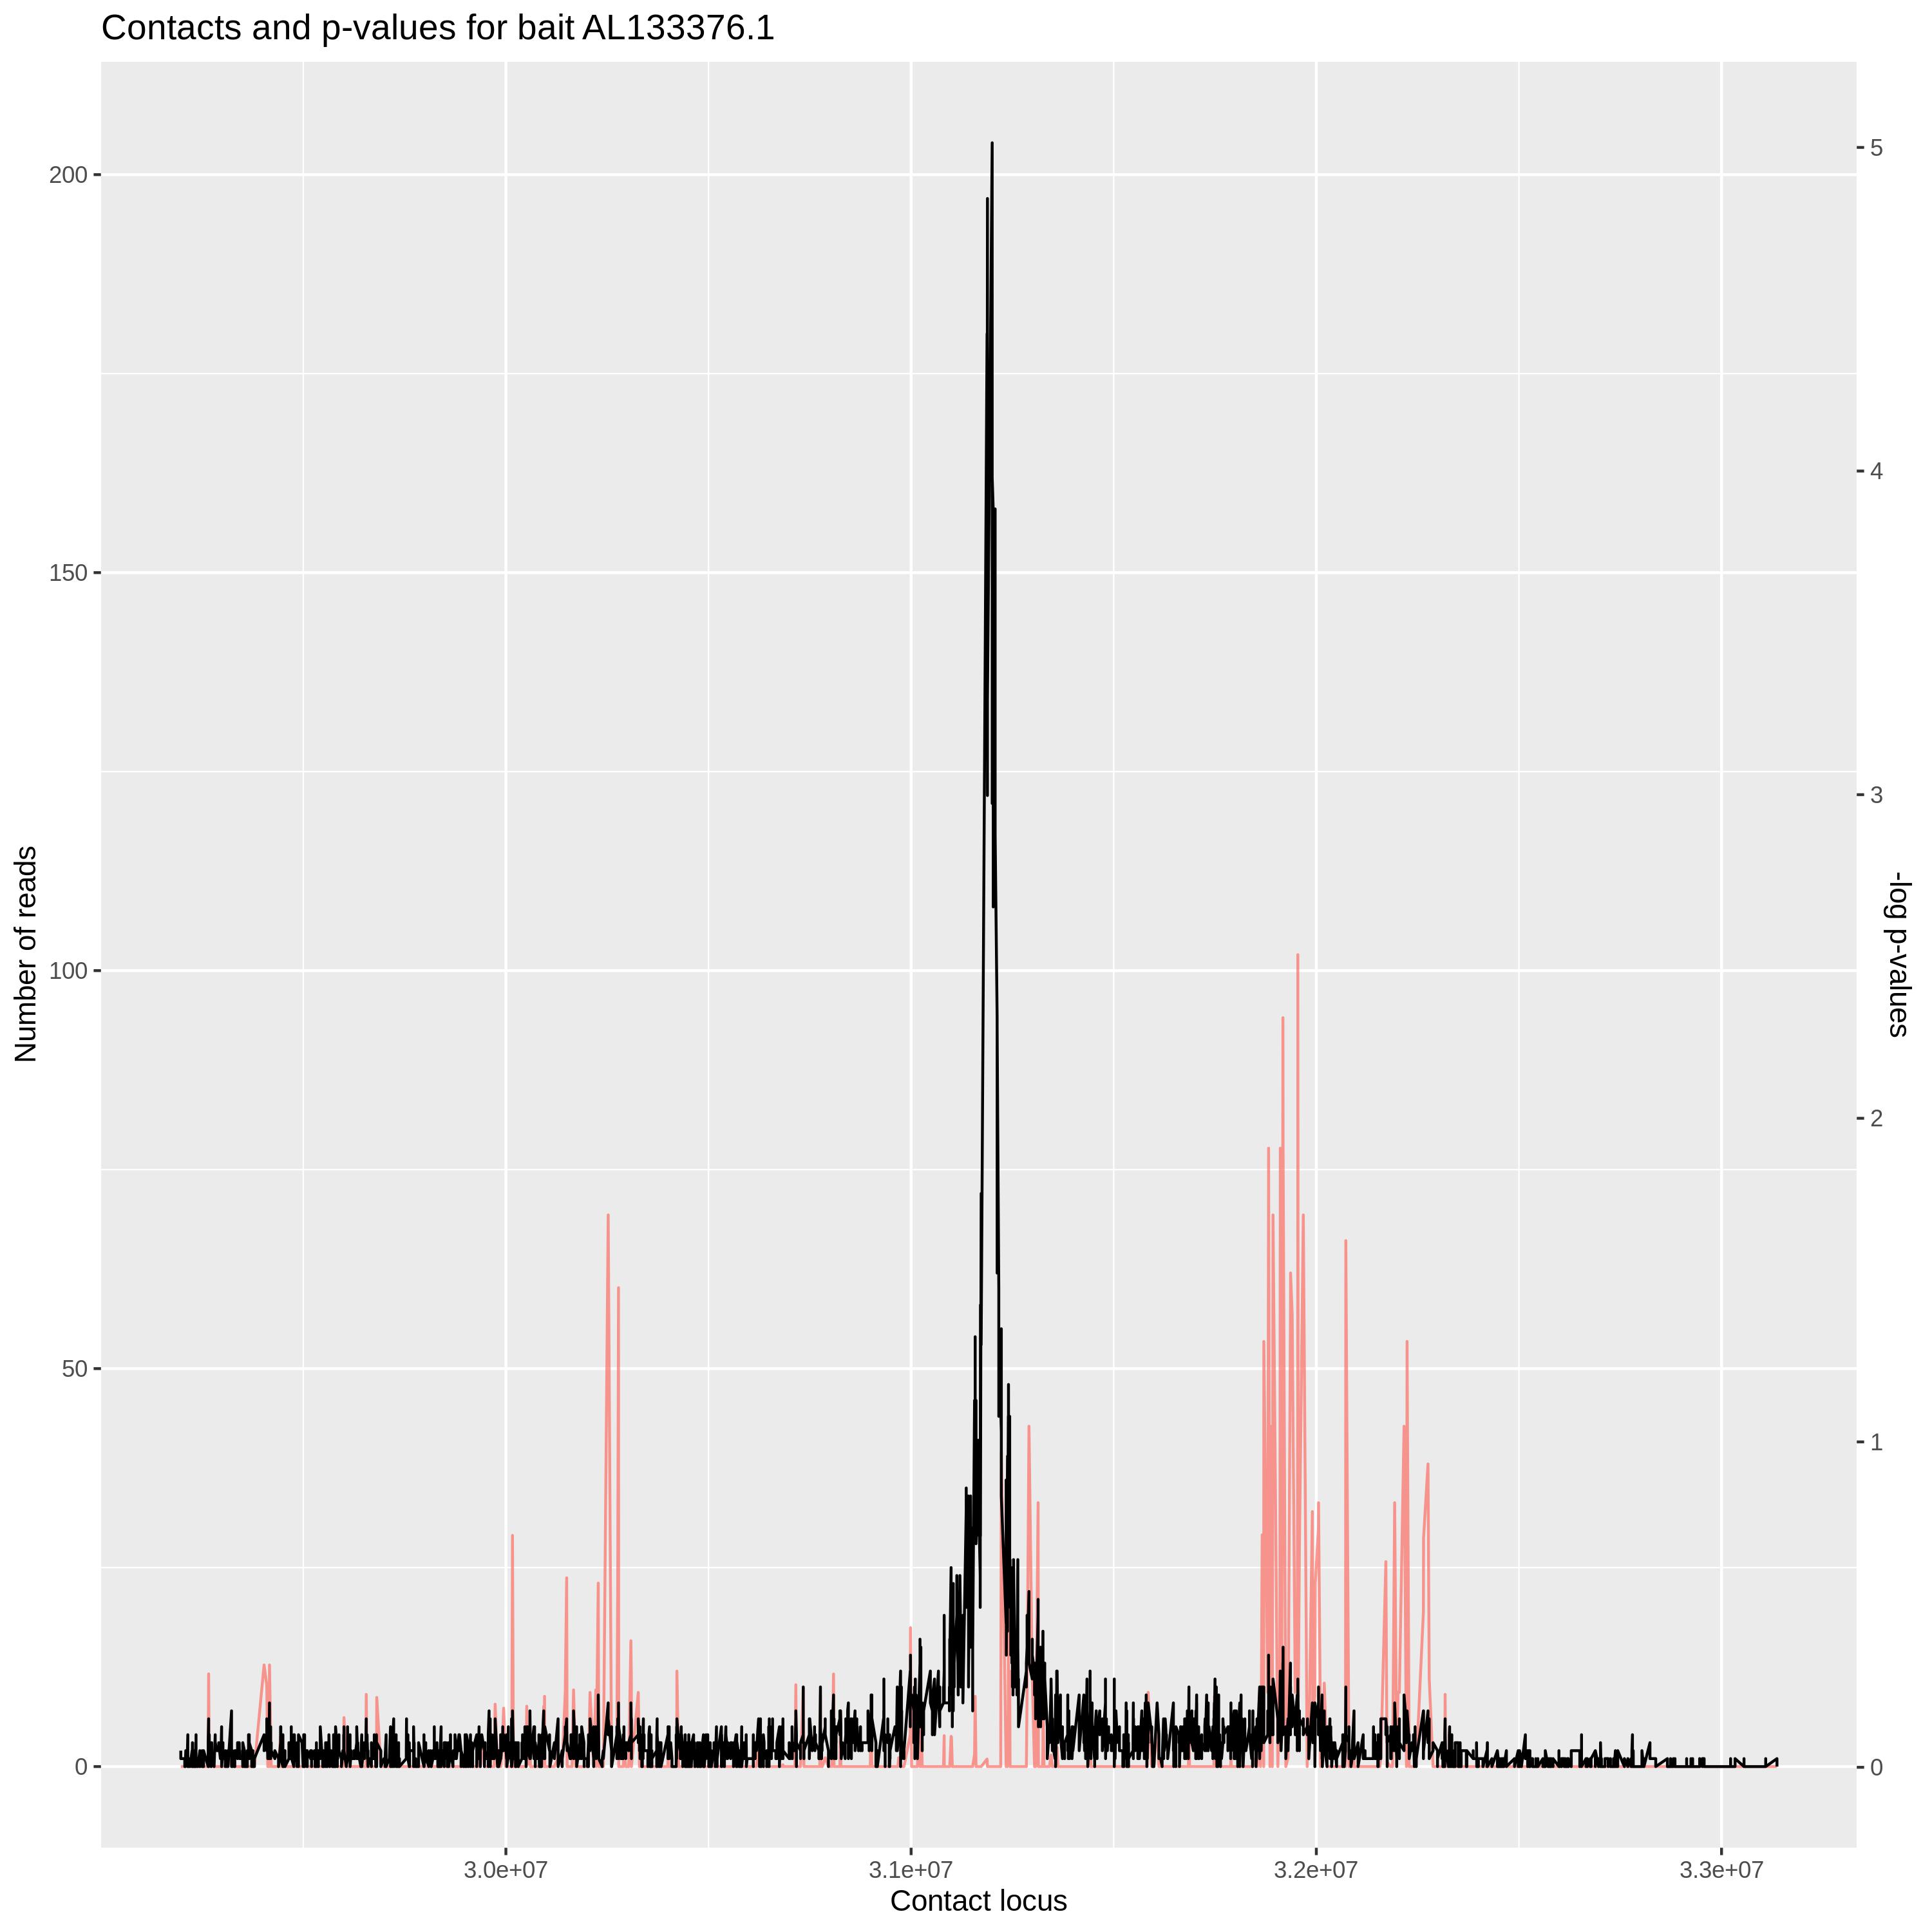 Contacts and p-values for bait AL133376.1
200
150
100
50
0
Number of reads
5
4
3
2
1
0
-log p-values
3.0e+07
3.1e+07
3.2e+07
3.3e+07
Contact locus